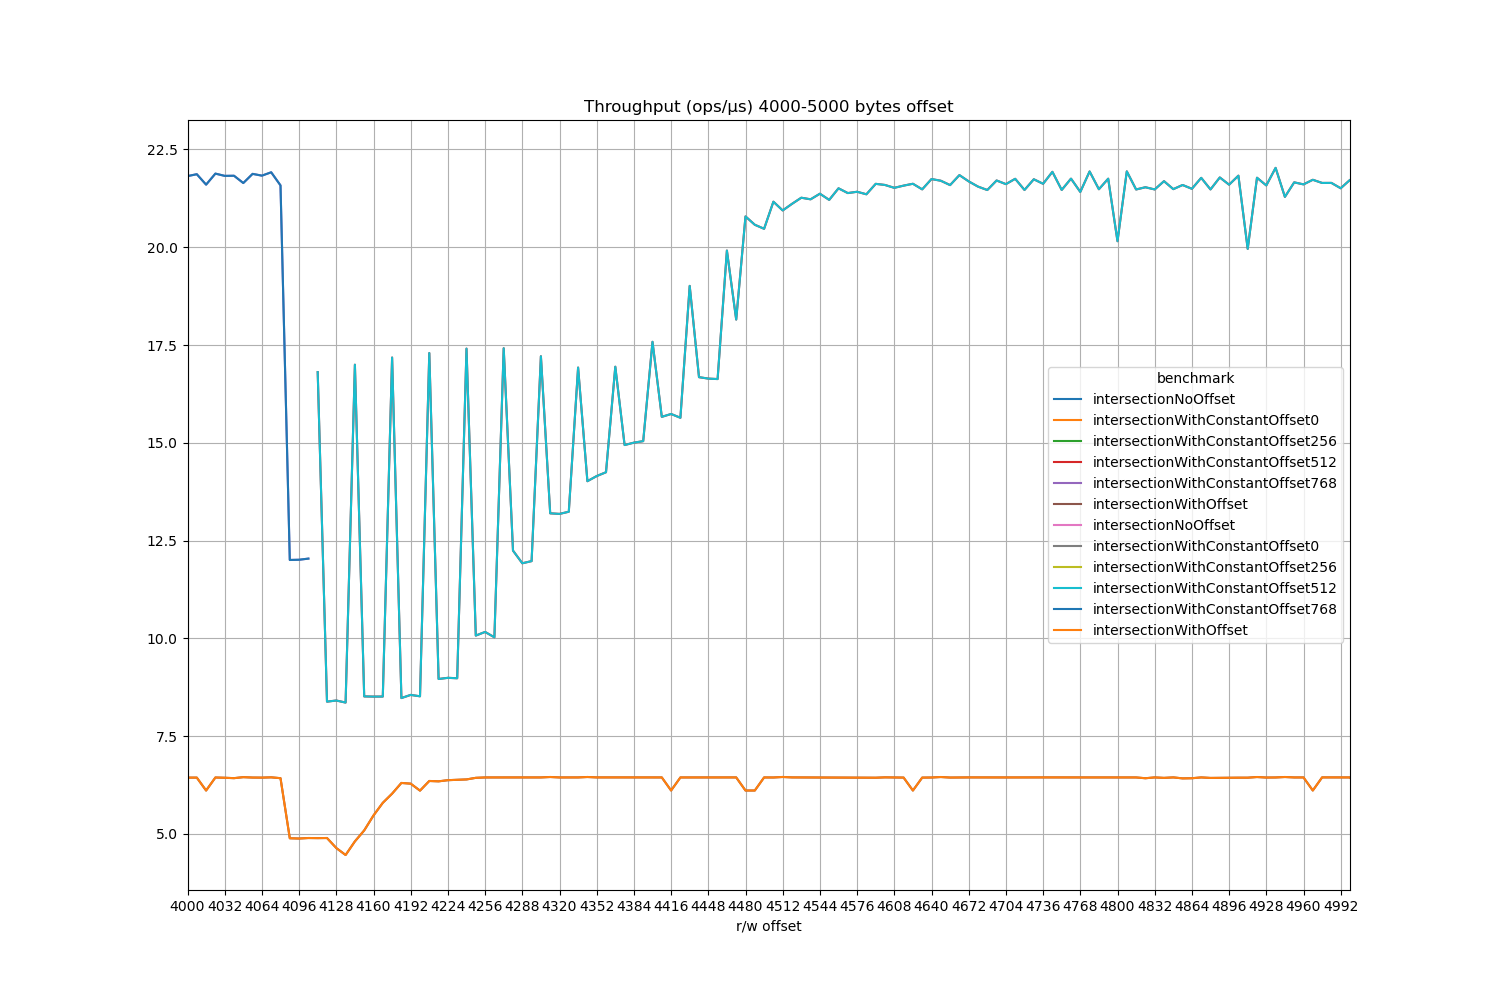 Throughput (ops/µs) 4000-5000 bytes offset
22.5
20.0
17.5
15.0
12.5
10.0
7.5
5.0
benchmark
intersectionNoOffset
intersectionWithConstantOffset0
intersectionWithConstantOffset256
intersectionWithConstantOffset512
intersectionWithConstantOffset768
intersectionWithOffset
intersectionNoOffset
intersectionWithConstantOffset0
intersectionWithConstantOffset256
intersectionWithConstantOffset512
intersectionWithConstantOffset768
intersectionWithOffset
4000 4032 4064 4096 4128 4160 4192 4224 4256 4288 4320 4352 4384 4416 4448 4480 4512 4544 4576 4608 4640 4672 4704 4736 4768 4800 4832 4864 4896 4928 4960 4992
r/w offset